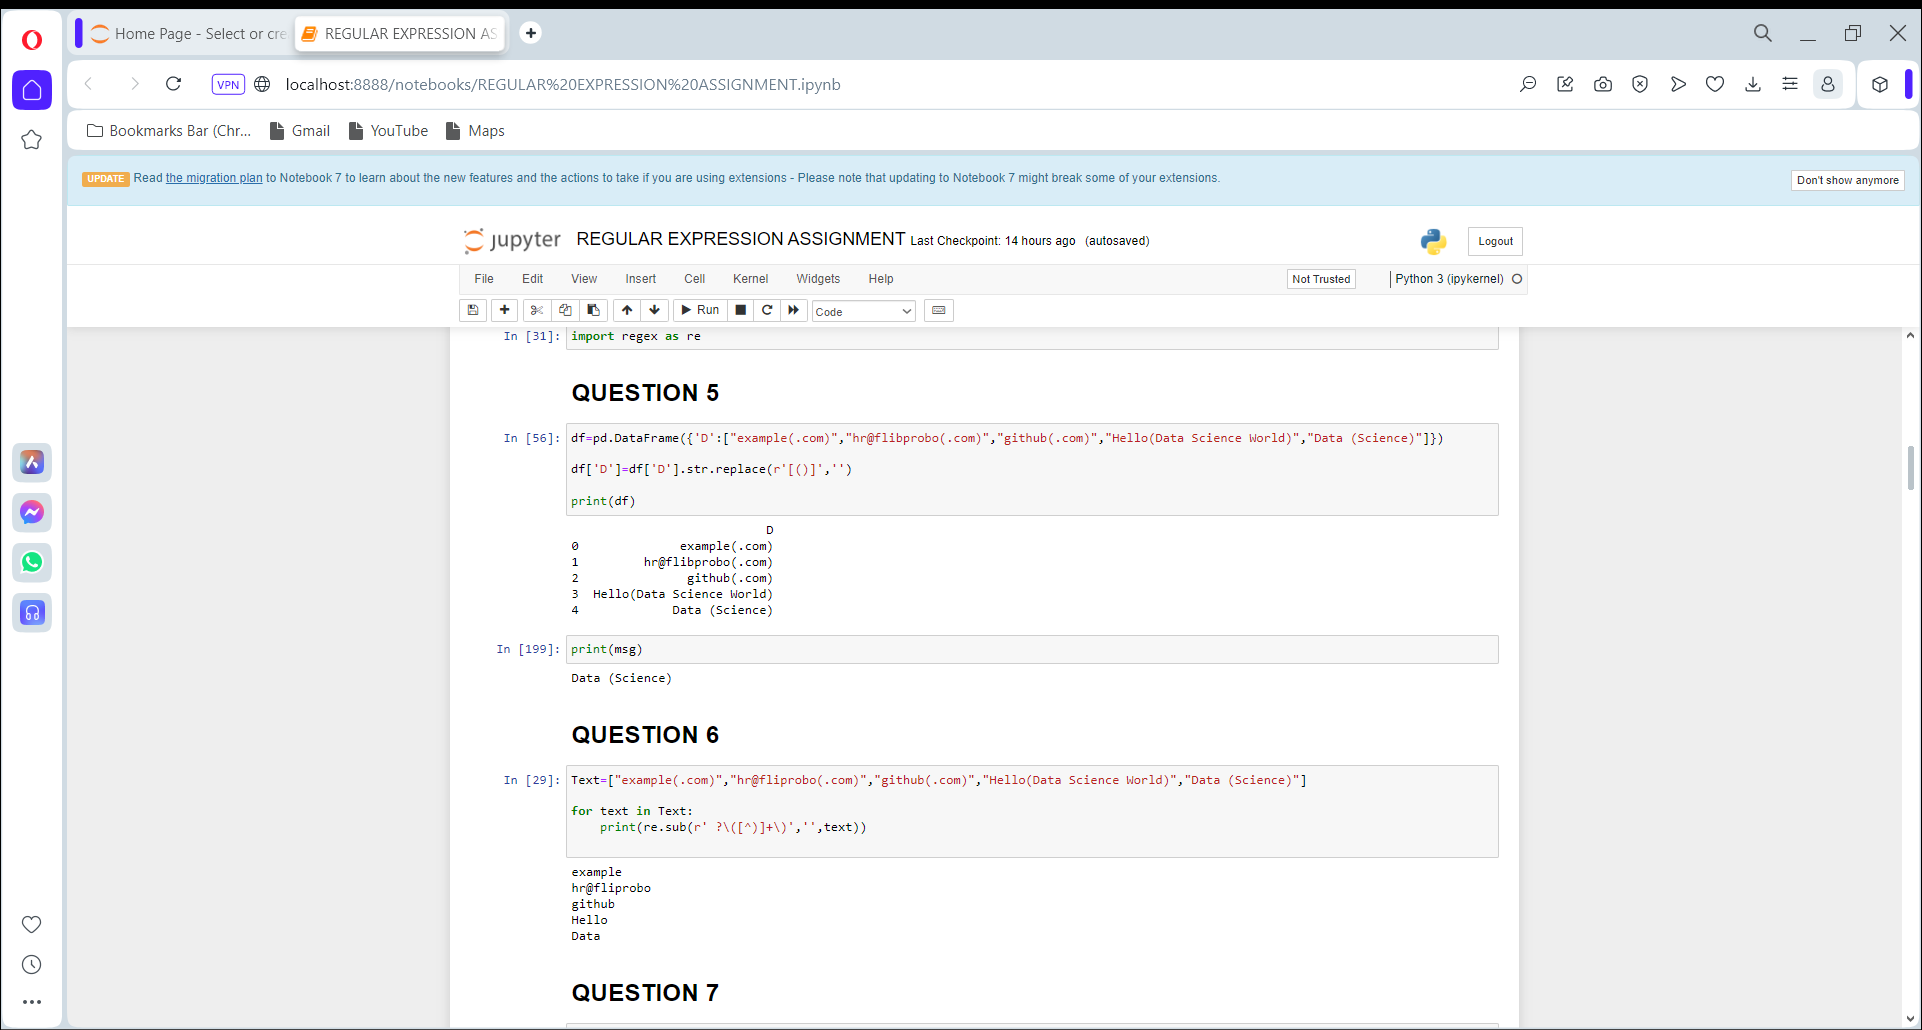 Home Page - Select or cre
REGULAR EXPRESSION AS
VPN
localhost:8888/notebooks/REGULAR%20EXPRESSION%20ASSIGNMENT.ipynb
Bookmarks Bar (Chr... Gmail YouTube Maps
UPDATE Read the migration plan to Notebook 7 to learn about the new features and the actions to take if you are using extensions - Please note that updating to Notebook 7 might break some of your extensions.
Don't show anymore
jupyter REGULAR EXPRESSION ASSIGNMENT Last Checkpoint: 14 hours ago (autosaved)
Logout
File Edit View Insert Cell Kernel Widgets Help
Not Trusted
Python 3 (ipykernel)
Run
Code
In [31]: import regex as re
QUESTION 5
In [56]: df=pd.DataFrame({'D':["example(.com)","hr@flibprobo(.com)","github(.com)","Hello(Data Science World)","Data (Science)"]})
df['D']=df['D'].str.replace(r'[()]','')
print(df)
D
0 example(.com)
1 hr@flibprobo(.com)
2 github(.com)
3 Hello(Data Science World)
4 Data (Science)
In [199]: print(msg)
Data (Science)
QUESTION 6
In [29]: Text=["example(.com)","hr@fliprobo(.com)","github(.com)","Hello(Data Science World)","Data (Science)"]
for text in Text:
print(re.sub(r' ?\([^)]+\)','',text))
example
hr@fliprobo
github
Hello
Data
QUESTION 7